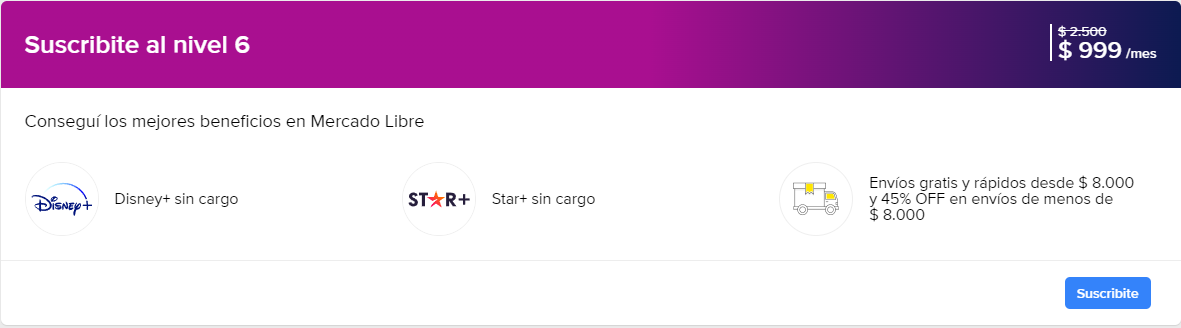 Suscribite al nivel 6
$ 2.500
$ 999 /mes
Conseguí los mejores beneficios en Mercado Libre
Disney+
Disney+ sin cargo
STAR+
Star+ sin cargo
Envíos gratis y rápidos desde $ 8.000
y 45% OFF en envíos de menos de
$ 8.000
Suscribite